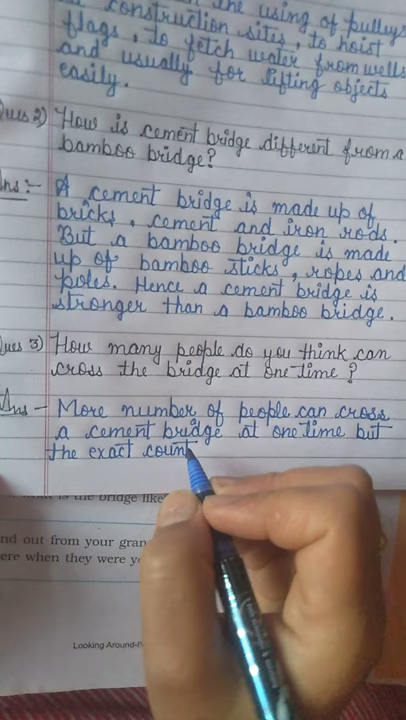 construction sites, to hoist
flags, to fetch water from wells
and usually for lifting objects
easily.
Ques 2) How is cement bridge different from a
bamboo bridge?
Ans:- A cement bridge is made up of
bricks, cement and iron rods.
But a bamboo bridge is made
up of bamboo sticks, ropes and
poles. Hence a cement bridge is
stronger than a bamboo bridge.
Ques 3) How many people do you think can
cross the bridge at one time?
Ans - More number of people can cross
a cement bridge at one time but
the exact count
is the bridge like
nd out from your gran
ere when they were y
Looking Around-